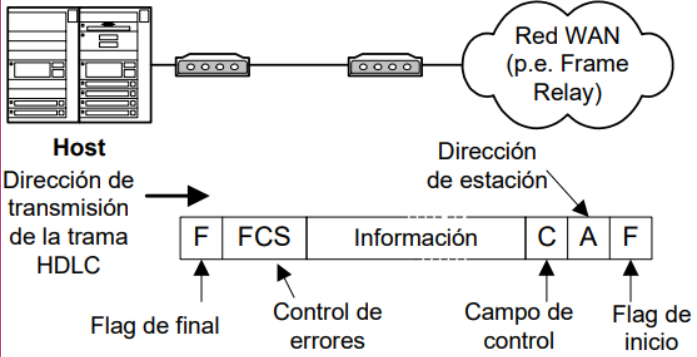 Red WAN
(p.e. Frame
Relay)
Host
Dirección de
transmisión
de la trama
HDLC
Dirección
de estación
F FCS Información C A F
Flag de final
Control de
errores
Campo de
control
Flag de
inicio